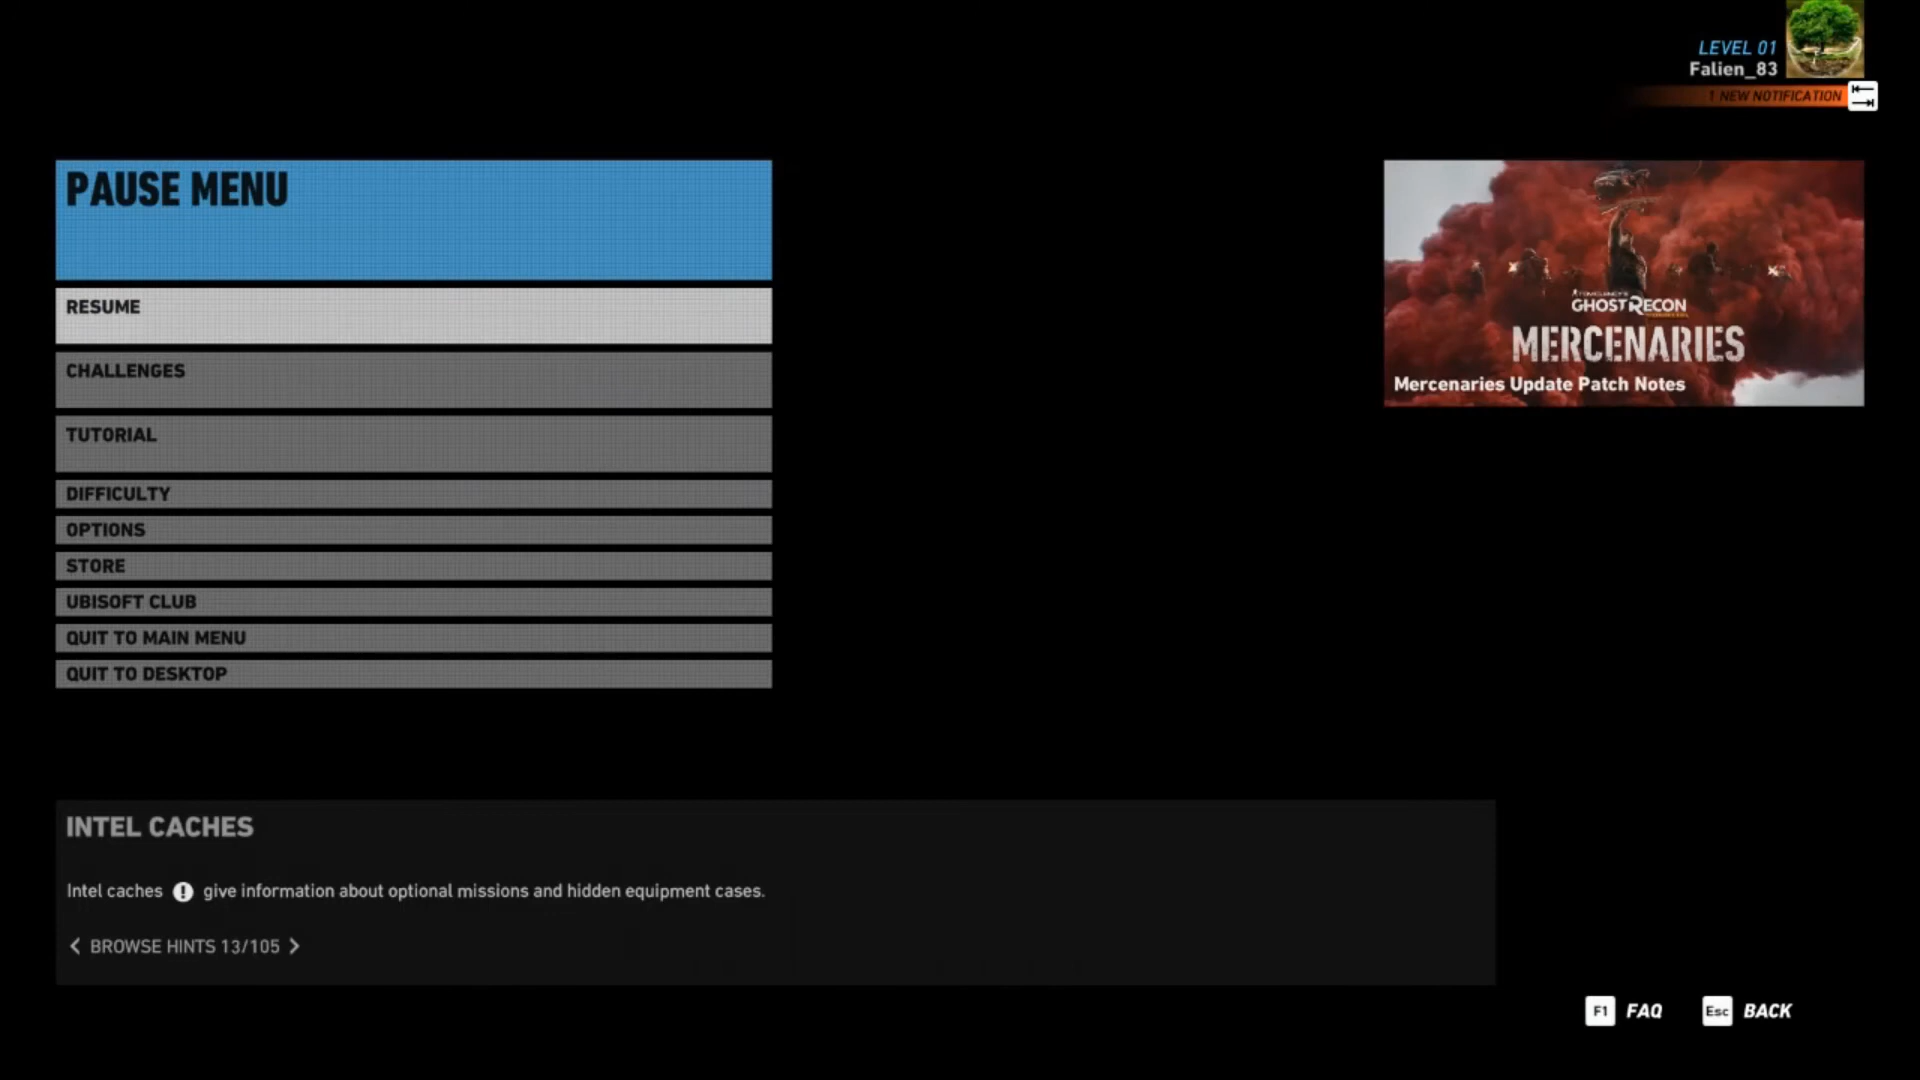 LEVEL 01
Falien_83
1 NEW NOTIFICATION
PAUSE MENU
RESUME
CHALLENGES
TUTORIAL
DIFFICULTY
OPTIONS
STORE
UBISOFT CLUB
QUIT TO MAIN MENU
QUIT TO DESKTOP
GHOST RECON
MERCENARIES
Mercenaries Update Patch Notes
INTEL CACHES
Intel caches ! give information about optional missions and hidden equipment cases.
< BROWSE HINTS 13/105 >
F1 FAQ Esc BACK